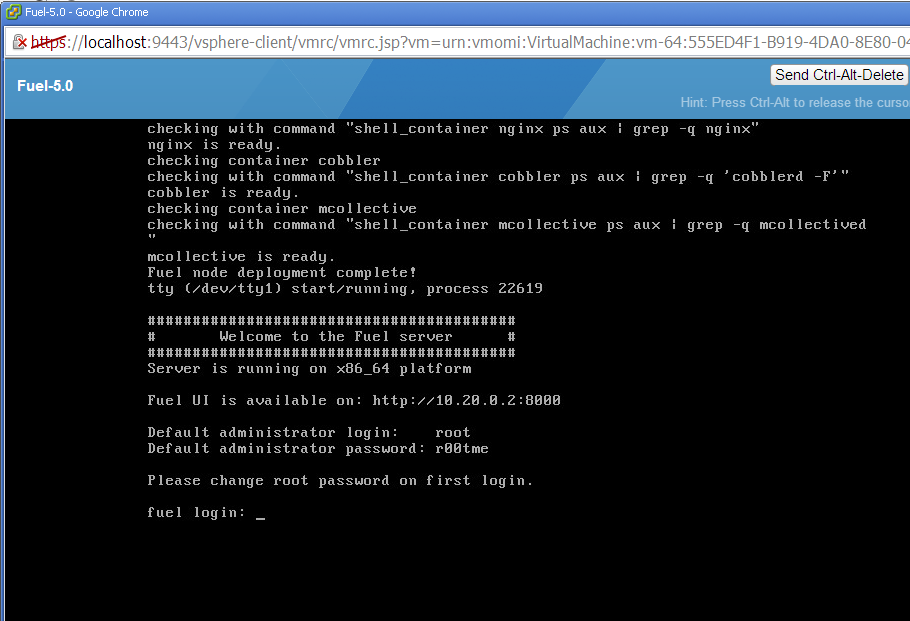 Fuel-5.0 - Google Chrome
https://localhost:9443/vsphere-client/vmrc/vmrc.jsp?vm=urn:vmomi:VirtualMachine:vm-64:555ED4F1-B919-4DA0-8E80-04
Fuel-5.0
Send Ctrl-Alt-Delete
Hint: Press Ctrl-Alt to release the curso
checking with command "shell_container nginx ps aux | grep -q nginx"
nginx is ready.
checking container cobbler
checking with command "shell_container cobbler ps aux | grep -q 'cobblerd -F'"
cobbler is ready.
checking container mcollective
checking with command "shell_container mcollective ps aux | grep -q mcollectived
"
mcollective is ready.
Fuel node deployment complete!
tty (/dev/tty1) start/running, process 22619
#########################################
#       Welcome to the Fuel server      #
#########################################
Server is running on x86_64 platform
Fuel UI is available on: http://10.20.0.2:8000
Default administrator login:    root
Default administrator password: r00tme
Please change root password on first login.
fuel login: _